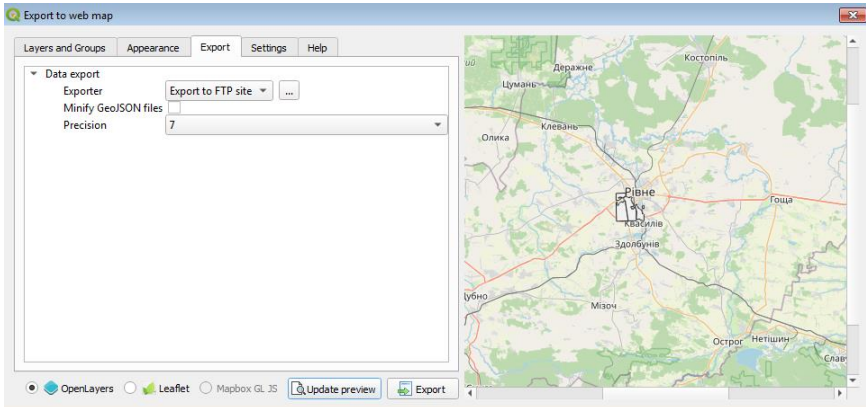 Export to web map
Layers and Groups Appearance Export Settings Help
Data export
Exporter Export to FTP site ...
Minify GeoJSON files
Precision 7
OpenLayers Leaflet Mapbox GL JS Update preview Export
Костопіль
Деражне
Цумань
Клевань
Олика
Рівне
Гоща
Квасилів
Здолбунів
Мізоч
Острог
Нетішин
Слав